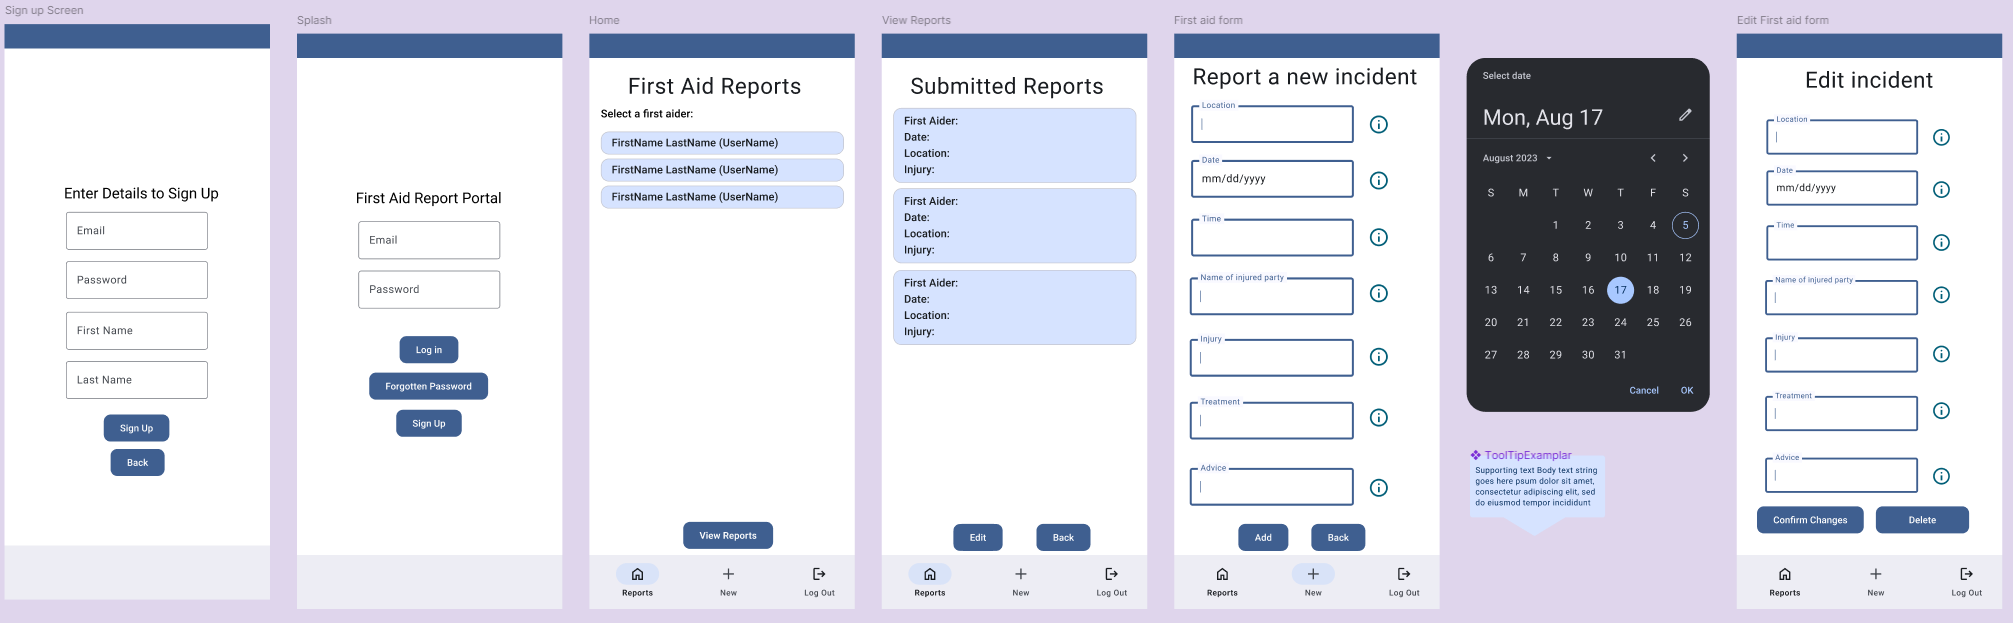 Sign up Screen
Enter Details to Sign Up
Email
Password
First Name
Last Name
Sign Up
Back
Splash
First Aid Report Portal
Email
Password
Log in
Forgotten Password
Sign Up
Home
First Aid Reports
Select a first aider:
FirstName LastName (UserName)
FirstName LastName (UserName)
FirstName LastName (UserName)
View Reports
Reports
New
Log Out
View Reports
Submitted Reports
First Aider:
Date:
Location:
Injury:
First Aider:
Date:
Location:
Injury:
First Aider:
Date:
Location:
Injury:
Edit
Back
Reports
New
Log Out
First aid form
Report a new incident
Location
Date
mm/dd/yyyy
Time
Name of injured party
Injury
Treatment
Advice
Add
Back
Reports
New
Log Out
Select date
Mon, Aug 17
August 2023
S M T W T F S
1 2 3 4 5
6 7 8 9 10 11 12
13 14 15 16 17 18 19
20 21 22 23 24 25 26
27 28 29 30 31
Cancel OK
ToolTipExamplar
Supporting text Body text string
goes here psum dolor sit amet,
consectetur adipiscing elit, sed
do eiusmod tempor incididunt
Edit First aid form
Edit incident
Location
Date
mm/dd/yyyy
Time
Name of injured party
Injury
Treatment
Advice
Confirm Changes
Delete
Reports
New
Log Out